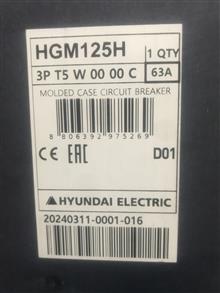 HGM125H 1 QTY
3P T5 W 00 00 C 63A
MOLDED CASE CIRCUIT BREAKER
8 806392 975269
CE EAC D01
HYUNDAI ELECTRIC
20240311-0001-016